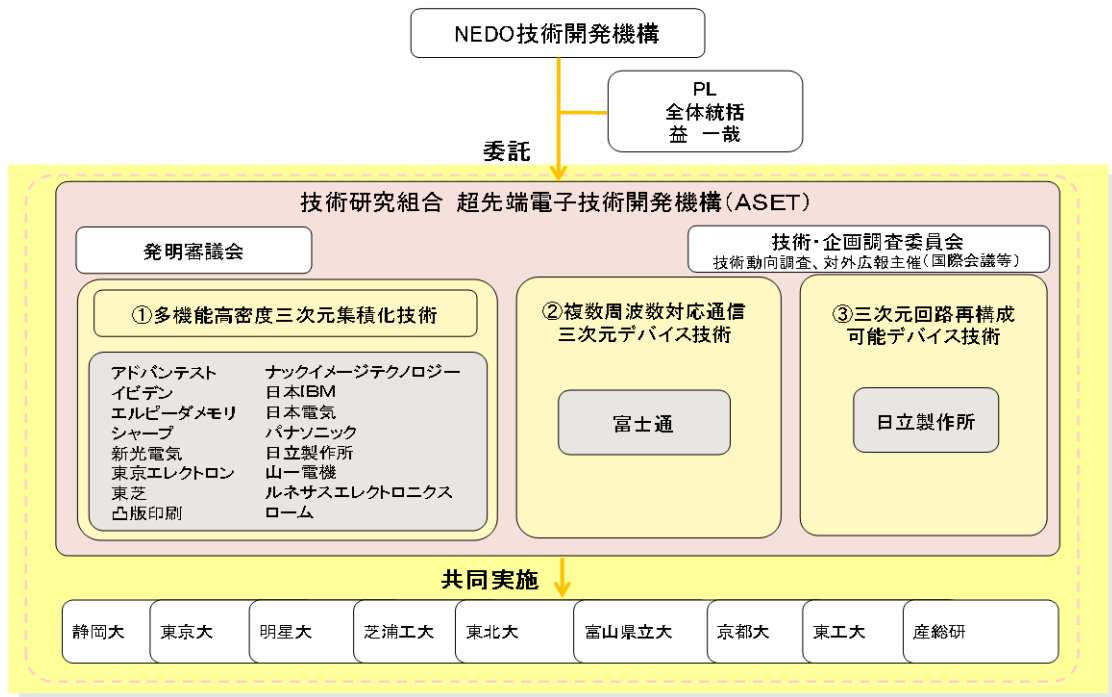 NEDO技術開発機構
PL
全体統括
益 一哉
委託
技術研究組合 超先端電子技術開発機構(ASET)
発明審議会
技術・企画調査委員会
技術動向調査、対外広報主催(国際会議等)
①多機能高密度三次元集積化技術
アドバンテスト
イビデン
エルピーダメモリ
シャープ
新光電気
東京エレクトロン
東芝
凸版印刷
ナックイメージテクノロジー
日本IBM
日本電気
パナソニック
日立製作所
山一電機
ルネサスエレクトロニクス
ローム
②複数周波数対応通信
三次元デバイス技術
富士通
③三次元回路再構成
可能デバイス技術
日立製作所
共同実施
静岡大
東京大
明星大
芝浦工大
東北大
富山県立大
京都大
東工大
産総研